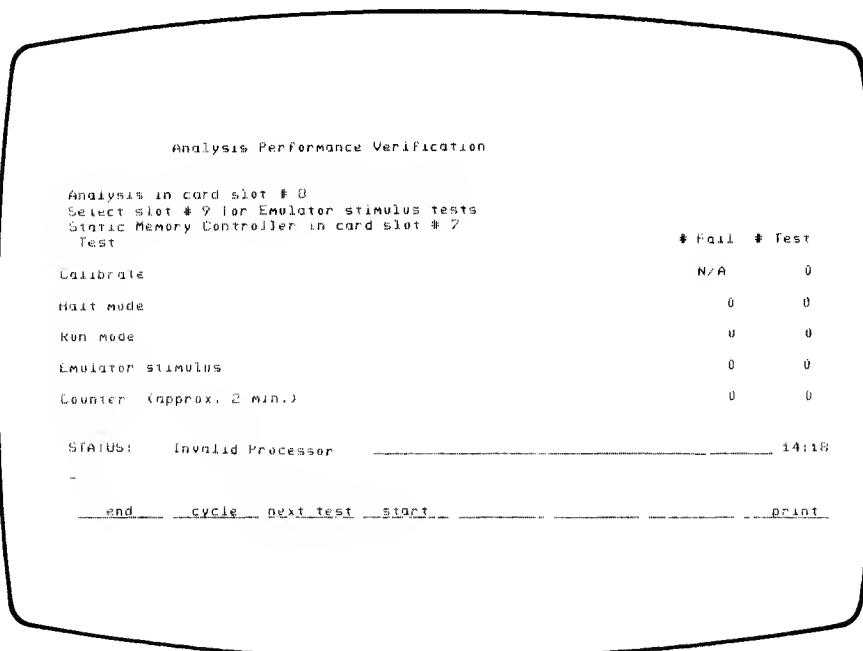 Analysis Performance Verification
Analysis in card slot # 8
Select slot # 9 for Emulator stimulus tests
Static Memory Controller in card slot # 7
Test # Fail # Test
Calibrate N/A 0
Halt mode 0 0
Run mode 0 0
Emulator stimulus 0 0
Counter (approx. 2 min.) 0 0
STATUS: Invalid Processor 14:18
end cycle next test start print